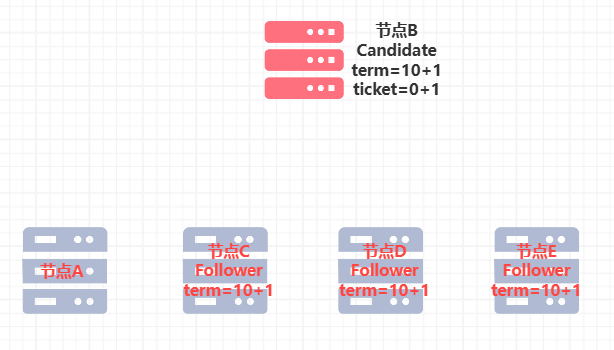 节点B
Candidate
term=10+1
ticket=0+1
节点A
节点C
Follower
term=10+1
节点D
Follower
term=10+1
节点E
Follower
term=10+1